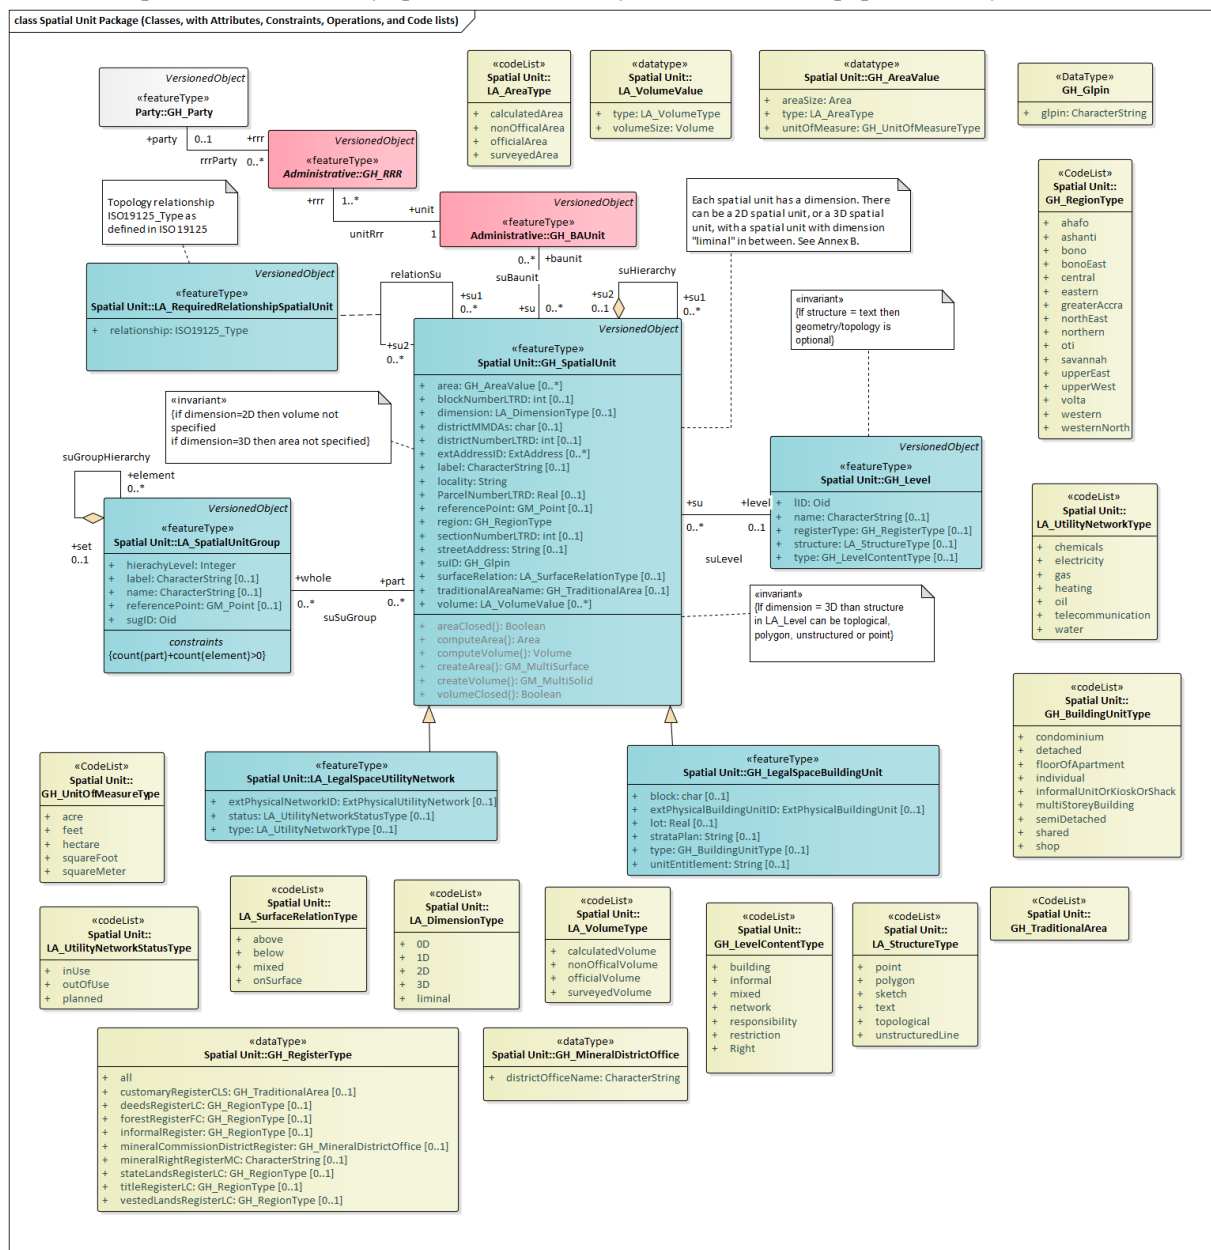 class Spatial Unit Package (Classes, with Attributes, Constraints, Operations, and Code lists)
VersionedObject
«featureType»
Party::GH_Party
+party
0..1
+rrr
rrrParty
0..*
VersionedObject
«featureType»
Administrative::GH_RRR
+rrr
1..*
+unit
unitRrr
1
VersionedObject
«featureType»
Administrative::GH_BAUnit
0..*
+baunit
suBaunit
+su
0..*
«codeList»
Spatial Unit::
LA_AreaType
+ calculatedArea
+ nonOfficalArea
+ officialArea
+ surveyedArea
«datatype»
Spatial Unit::
LA_VolumeValue
+ type: LA_VolumeType
+ volumeSize: Volume
«datatype»
Spatial Unit::GH_AreaValue
+ areaSize: Area
+ type: LA_AreaType
+ unitOfMeasure: GH_UnitOfMeasureType
«DataType»
GH_Glpin
+ glpin: CharacterString
Topology relationship
ISO19125_Type as
defined in ISO 19125
Each spatial unit has a dimension. There
can be a 2D spatial unit, or a 3D spatial
unit, with a spatial unit with dimension
"liminal" in between. See Annex B.
«CodeList»
Spatial Unit::
GH_RegionType
+ ahafo
+ ashanti
+ bono
+ bonoEast
+ central
+ eastern
+ greaterAccra
+ northEast
+ northern
+ oti
+ savannah
+ upperEast
+ upperWest
+ volta
+ western
+ westernNorth
VersionedObject
«featureType»
Spatial Unit::LA_RequiredRelationshipSpatialUnit
+ relationship: ISO19125_Type
relationSu
+su1
0..*
+su2
0..*
suHierarchy
+su2
0..1
+su1
0..*
«invariant»
{If structure = text then
geometry/topology is
optional}
VersionedObject
«featureType»
Spatial Unit::GH_SpatialUnit
+ area: GH_AreaValue [0..*]
+ blockNumberLTRD: int [0..1]
+ dimension: LA_DimensionType [0..1]
+ districtMMDAs: char [0..1]
+ districtNumberLTRD: int [0..1]
+ extAddressID: ExtAddress [0..*]
+ label: CharacterString [0..1]
+ locality: String
+ ParcelNumberLTRD: Real [0..1]
+ referencePoint: GM_Point [0..1]
+ region: GH_RegionType
+ sectionNumberLTRD: int [0..1]
+ streetAddress: String [0..1]
+ suID: GH_Glpin
+ surfaceRelation: LA_SurfaceRelationType [0..1]
+ traditionalAreaName: GH_TraditionalArea [0..1]
+ volume: LA_VolumeValue [0..*]
+ areaClosed(): Boolean
+ computeArea(): Area
+ computeVolume(): Volume
+ createArea(): GM_MultiSurface
+ createVolume(): GM_MultiSolid
+ volumeClosed(): Boolean
«invariant»
{if dimension=2D then volume not
specified
if dimension=3D then area not specified}
suGroupHierarchy
+element
0..*
+set
0..1
VersionedObject
«featureType»
Spatial Unit::LA_SpatialUnitGroup
+ hierachyLevel: Integer
+ label: CharacterString [0..1]
+ name: CharacterString [0..1]
+ referencePoint: GM_Point [0..1]
+ sugID: Oid
constraints
{count(part)+count(element)>0}
+whole
0..*
+part
0..*
suSuGroup
+su
0..*
+level
0..1
suLevel
VersionedObject
«featureType»
Spatial Unit::GH_Level
+ lID: Oid
+ name: CharacterString [0..1]
+ registerType: GH_RegisterType [0..1]
+ structure: LA_StructureType [0..1]
+ type: GH_LevelContentType [0..1]
«invariant»
{If dimension = 3D than structure
in LA_Level can be toplogical,
polygon, unstructured or point}
«codeList»
Spatial Unit::
LA_UtilityNetworkType
+ chemicals
+ electricity
+ gas
+ heating
+ oil
+ telecommunication
+ water
«codeList»
Spatial Unit::
GH_BuildingUnitType
+ condominium
+ detached
+ floorOfApartment
+ individual
+ informalUnitOrKioskOrShack
+ multiStoreyBuilding
+ semiDetached
+ shared
+ shop
«CodeList»
Spatial Unit::
GH_UnitOfMeasureType
+ acre
+ feet
+ hectare
+ squareFoot
+ squareMeter
«featureType»
Spatial Unit::LA_LegalSpaceUtilityNetwork
+ extPhysicalNetworkID: ExtPhysicalUtilityNetwork [0..1]
+ status: LA_UtilityNetworkStatusType [0..1]
+ type: LA_UtilityNetworkType [0..1]
«featureType»
Spatial Unit::GH_LegalSpaceBuildingUnit
+ block: char [0..1]
+ extPhysicalBuildingUnitID: ExtPhysicalBuildingUnit [0..1]
+ lot: Real [0..1]
+ strataPlan: String [0..1]
+ type: GH_BuildingUnitType [0..1]
+ unitEntitlement: String [0..1]
«codeList»
Spatial Unit::
LA_UtilityNetworkStatusType
+ inUse
+ outOfUse
+ planned
«codeList»
Spatial Unit::
LA_SurfaceRelationType
+ above
+ below
+ mixed
+ onSurface
«codeList»
Spatial Unit::
LA_DimensionType
+ 0D
+ 1D
+ 2D
+ 3D
+ liminal
«codeList»
Spatial Unit::
LA_VolumeType
+ calculatedVolume
+ nonOfficalVolume
+ officialVolume
+ surveyedVolume
«codeList»
Spatial Unit::
GH_LevelContentType
+ building
+ informal
+ mixed
+ network
+ responsibility
+ restriction
+ Right
«codeList»
Spatial Unit::
LA_StructureType
+ point
+ polygon
+ sketch
+ text
+ topological
+ unstructuredLine
«CodeList»
Spatial Unit::
GH_TraditionalArea
«dataType»
Spatial Unit::GH_RegisterType
+ all
+ customaryRegisterCLS: GH_TraditionalArea [0..1]
+ deedsRegisterLC: GH_RegionType [0..1]
+ forestRegisterFC: GH_RegionType [0..1]
+ informalRegister: GH_RegionType [0..1]
+ mineralCommissionDistrictRegister: GH_MineralDistrictOffice [0..1]
+ mineralRightRegisterMC: CharacterString [0..1]
+ stateLandsRegisterLC: GH_RegionType [0..1]
+ titleRegisterLC: GH_RegionType [0..1]
+ vestedLandsRegisterLC: GH_RegionType [0..1]
«dataType»
Spatial Unit::GH_MineralDistrictOffice
+ districtOfficeName: CharacterString